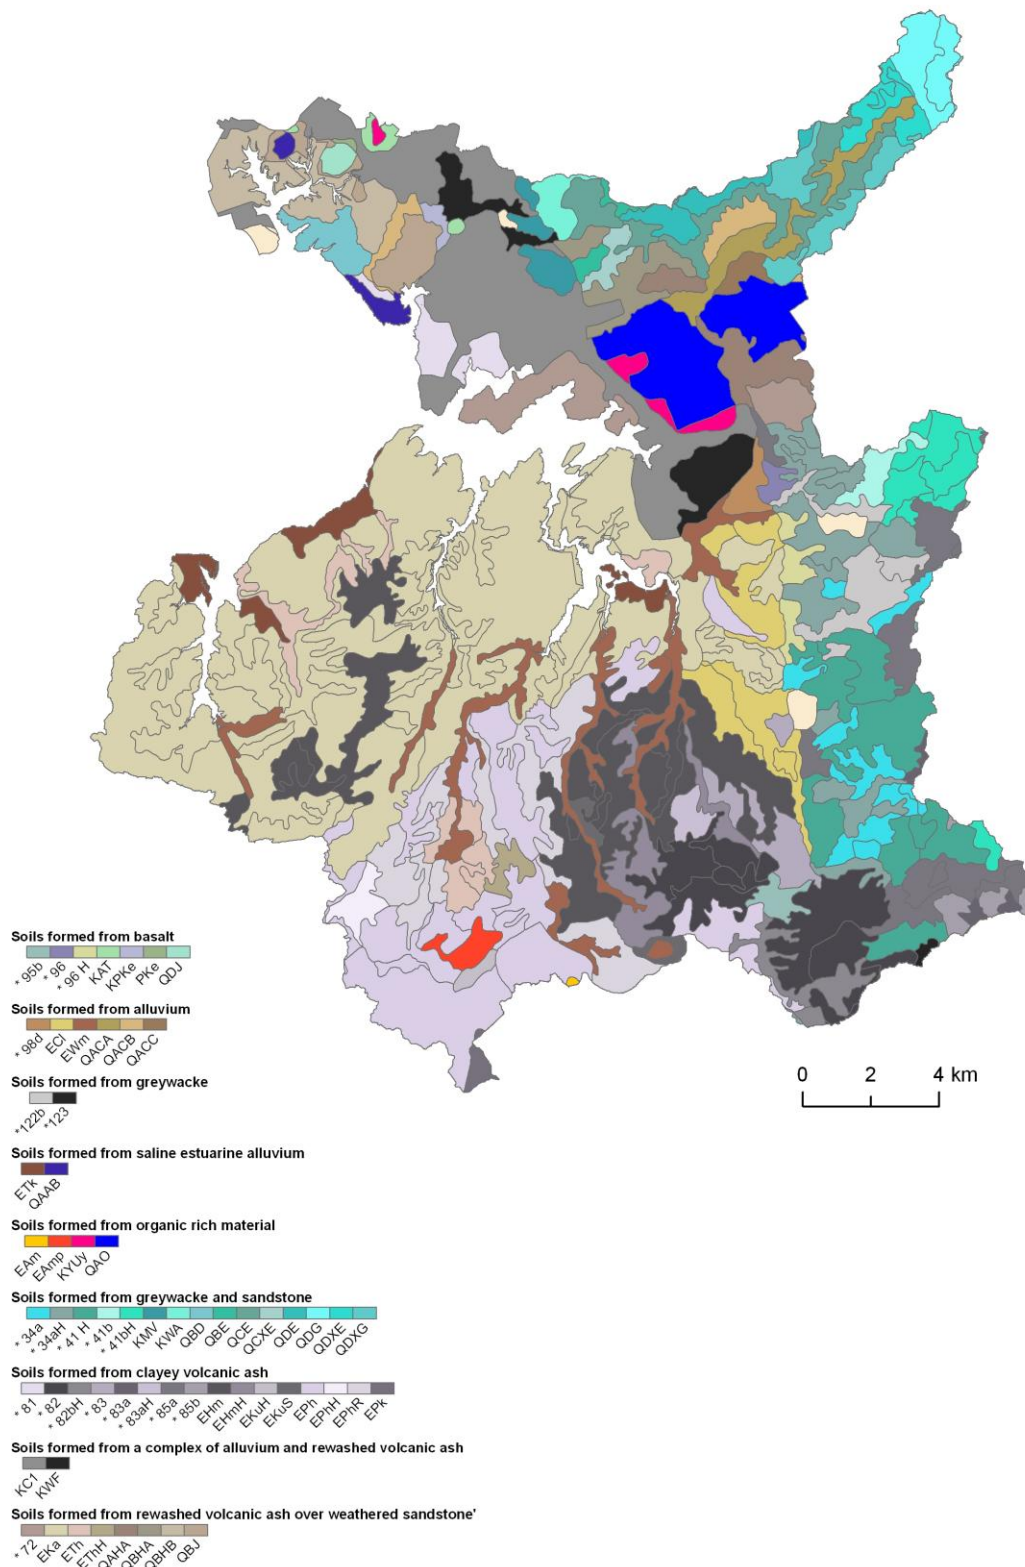 0 2 4 km
Soils formed from basalt
* 95b * 96 * 96 H KAT KPKe PKe QDJ
Soils formed from alluvium
* 98d ECl EWm QACA QACB QACC
Soils formed from greywacke
*122b *123
Soils formed from saline estuarine alluvium
ETk QAAB
Soils formed from organic rich material
EAm EAmp KYUy QAO
Soils formed from greywacke and sandstone
* 34a * 34aH * 41 H * 41b * 41bH KMV KWA QBD QBE QCE QCXE QDE QDG QDXE QDXG
Soils formed from clayey volcanic ash
* 81 * 82 * 82bH * 83 * 83a * 83aH * 85a * 85b EHm EHmH EKuH EKuS EPh EPhH EPhR EPk
Soils formed from a complex of alluvium and rewashed volcanic ash
KC1 KWF
Soils formed from rewashed volcanic ash over weathered sandstone'
* 72 EKa ETh EThH QAHA QBHA QBHB QBJ